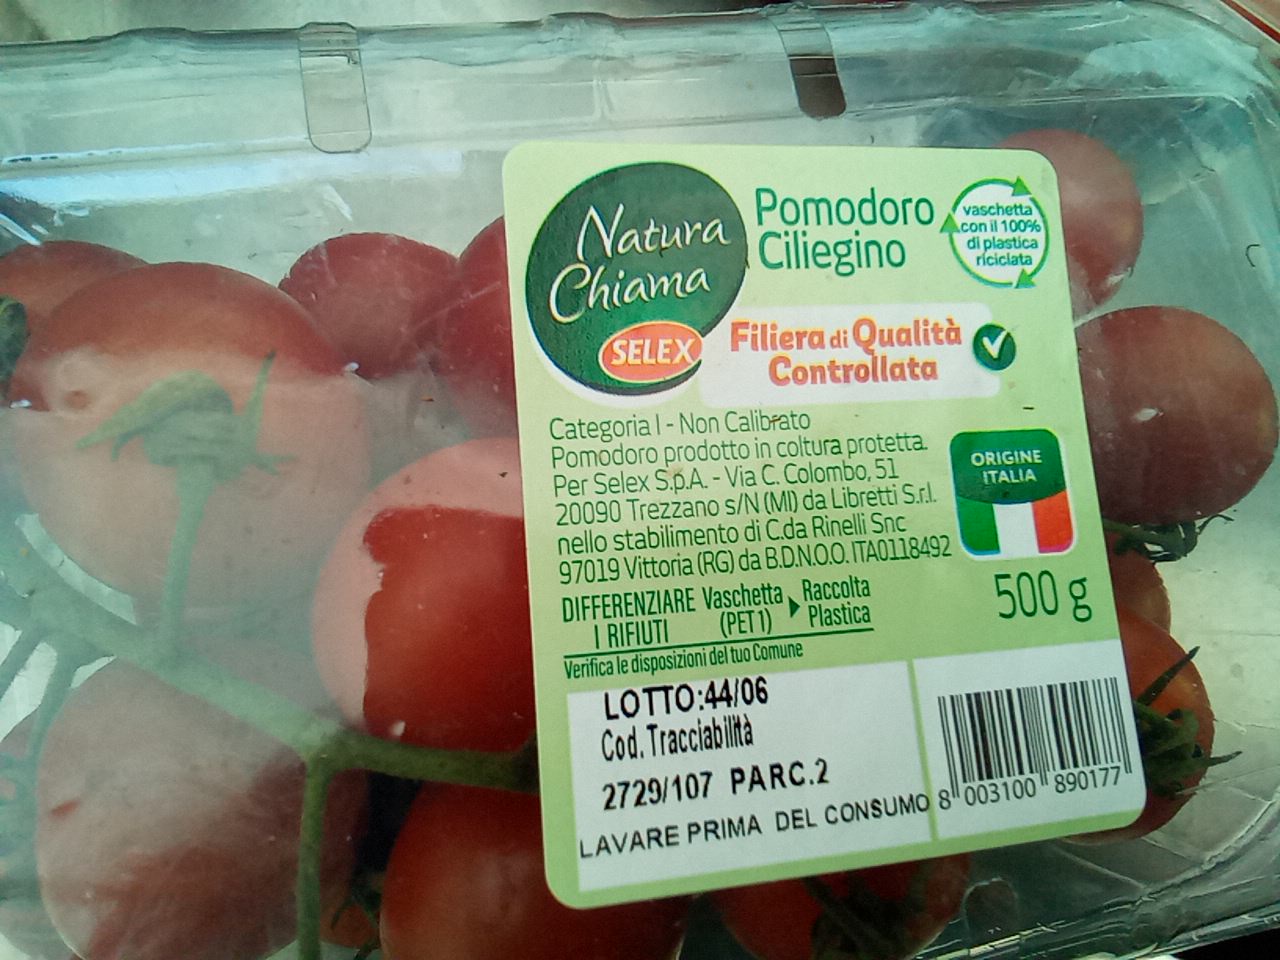 Natura
Chiama
SELEX
Pomodoro
Ciliegino
vaschetta
con il 100%
di plastica
riciclata
Filiera di Qualità
Controllata
Categoria I - Non Calibrato
Pomodoro prodotto in coltura protetta.
Per Selex S.p.A. - Via C. Colombo, 51
20090 Trezzano s/N (MI) da Libretti S.r.l.
nello stabilimento di C.da Rinelli Snc
97019 Vittoria (RG) da B.D.N.O.O. ITA0118492
ORIGINE
ITALIA
500 g
DIFFERENZIARE
I RIFIUTI
Vaschetta
(PET1)
Raccolta
Plastica
Verifica le disposizioni del tuo Comune
LOTTO:44/06
Cod. Tracciabilità
2729/107 PARC.2
LAVARE PRIMA DEL CONSUMO
8 003100 890177